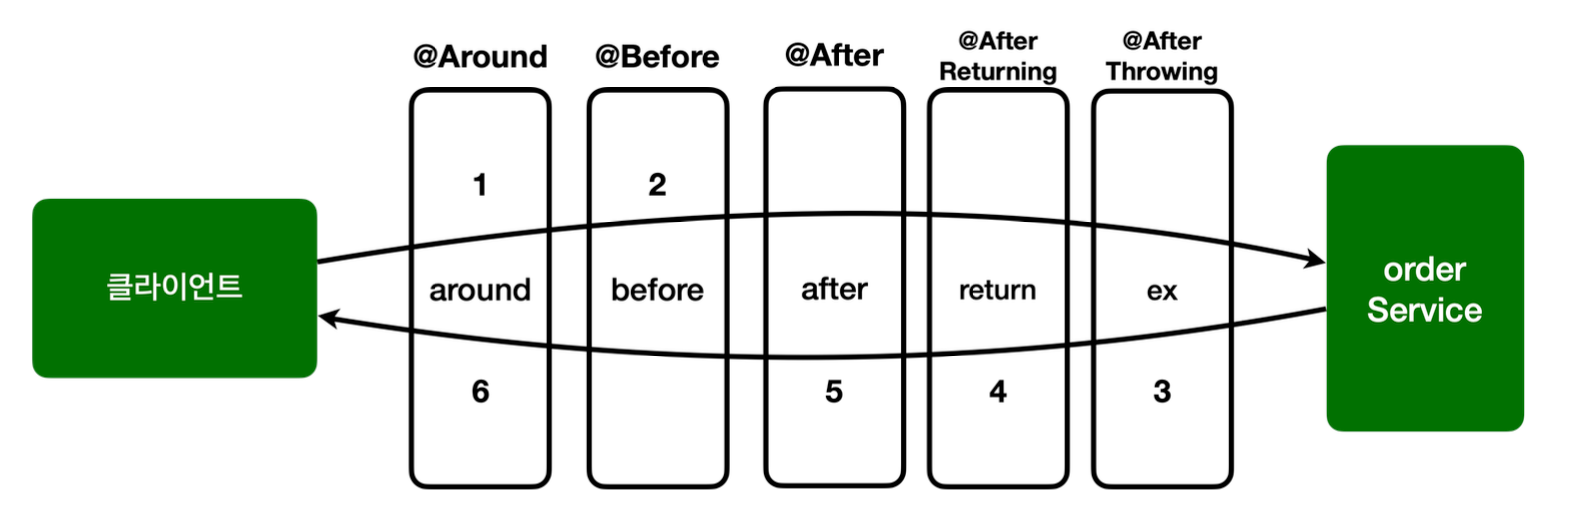 @Around
@Before
@After
@After
Returning
@After
Throwing
1
2
클라이언트
around
before
after
return
ex
order
Service
6
5
4
3